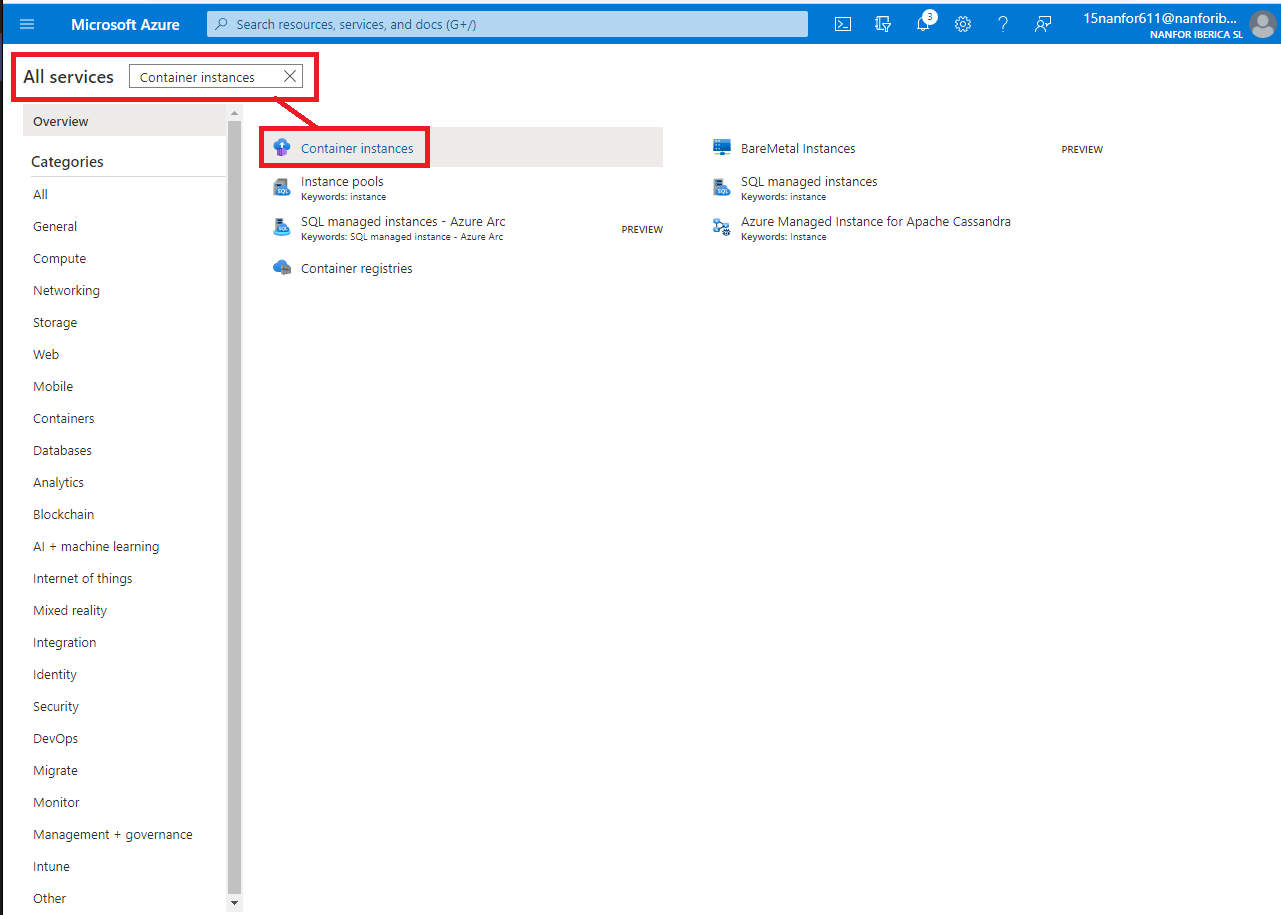 Microsoft Azure
Search resources, services, and docs (G+/)
3
15nanfor611@nanforib...
NANFOR IBERICA SL
All services
Container instances
Overview
Categories
All
General
Compute
Networking
Storage
Web
Mobile
Containers
Databases
Analytics
Blockchain
AI + machine learning
Internet of things
Mixed reality
Integration
Identity
Security
DevOps
Migrate
Monitor
Management + governance
Intune
Other
Container instances
BareMetal Instances
PREVIEW
Instance pools
Keywords: instance
SQL managed instances
Keywords: instance
SQL managed instances - Azure Arc
Keywords: SQL managed instance - Azure Arc
PREVIEW
Azure Managed Instance for Apache Cassandra
Keywords: Instance
Container registries